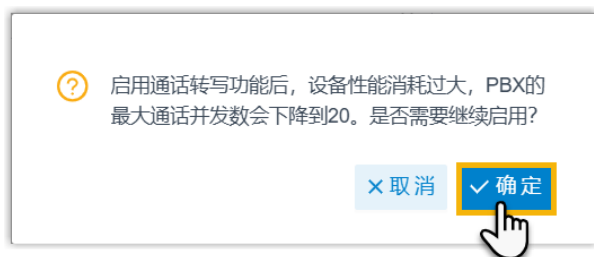 启用通话转写功能后，设备性能消耗过大，PBX的
最大通话并发数会下降到20。是否需要继续启用？
取消 确定